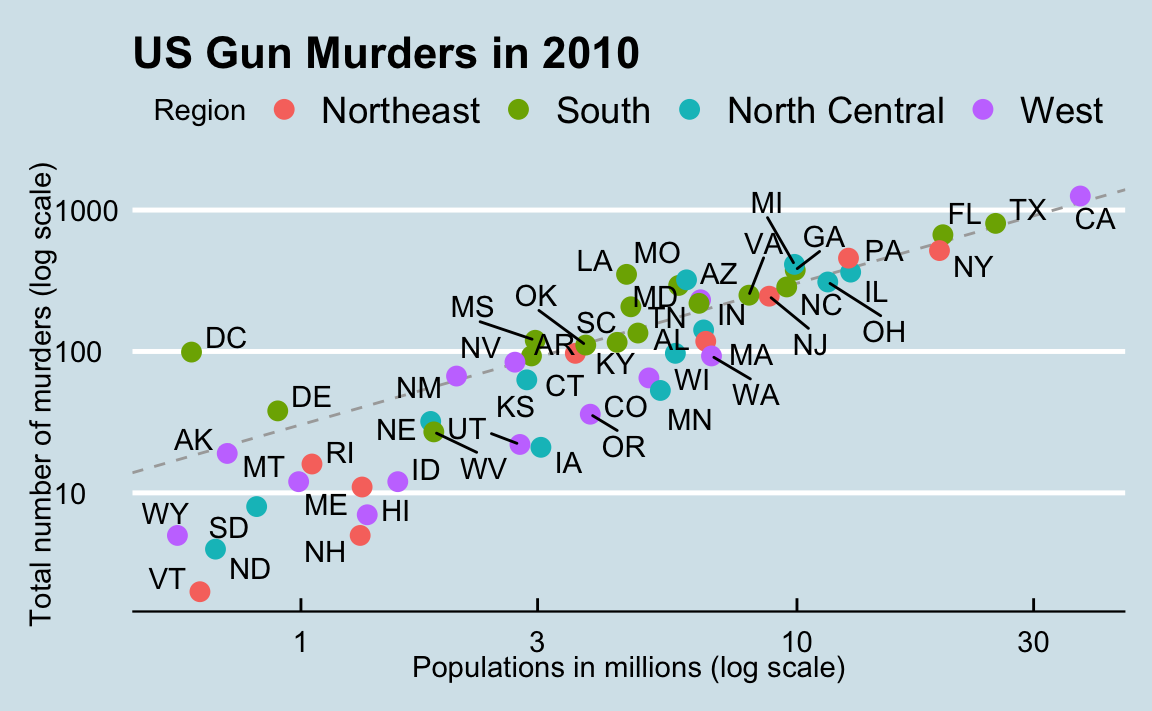 US Gun Murders in 2010
Region Northeast South North Central West
Total number of murders (log scale)
1000
100
10
MI
FL TX
CA
VA GA PA
NY
LA MO
AZ
IL
MS OK
MD
NC
OH
SC TN IN
NJ
DC
NV AR
AL
MA
KY
WI
WA
NM
CT
DE
KS CO
MN
NE UT
OR
AK
WV
IA
MT RI
ID
ME HI
WY
SD
NH
ND
VT
1 3 10 30
Populations in millions (log scale)